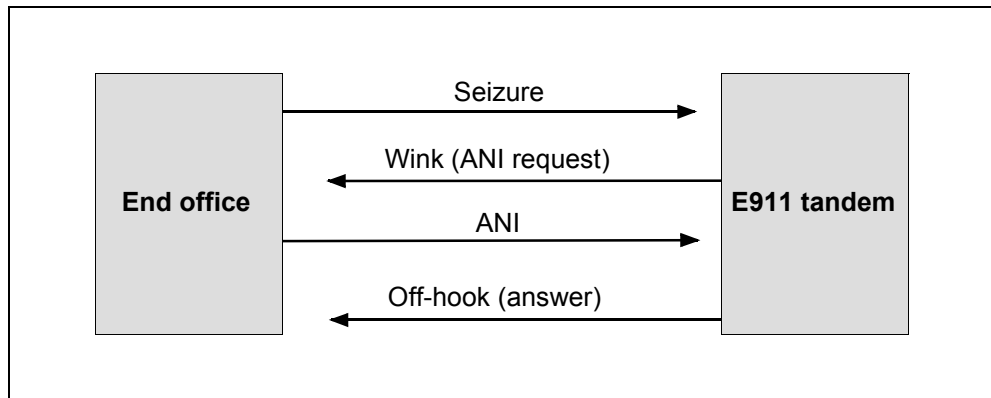 Seizure
Wink (ANI request)
End office
E911 tandem
ANI
Off-hook (answer)